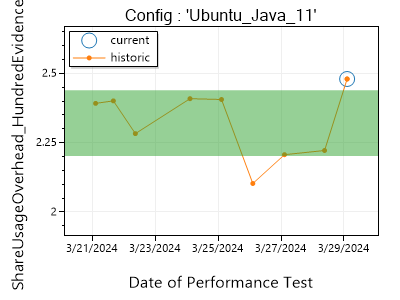 Config : 'Ubuntu_Java_11'
current
historic
ShareUsageOverhead_HundredEvidence
2.5
2.25
2
3/21/2024 3/23/2024 3/25/2024 3/27/2024 3/29/2024
Date of Performance Test